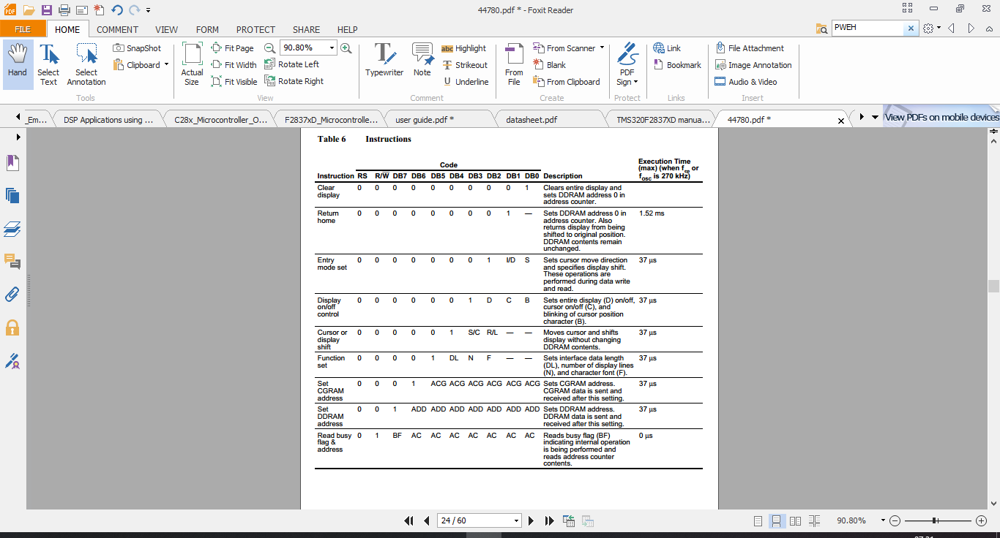 44780.pdf * - Foxit Reader
FILE HOME COMMENT VIEW FORM PROTECT SHARE HELP PWEH
Hand
Select Text
Select Annotation
SnapShot
Clipboard
Tools
Actual Size
Fit Page
Fit Width
Fit Visible
90.80%
Rotate Left
Rotate Right
View
Typewriter
Note
abc Highlight
T Strikeout
U Underline
Comment
From File
From Scanner
Blank
From Clipboard
Create
PDF Sign
Protect
Link
Bookmark
Links
File Attachment
Image Annotation
Audio & Video
Insert
_Em... DSP Applications using ... C28x_Microcontroller_O... F2837xD_Microcontrolle... user guide.pdf * datasheet.pdf TMS320F2837xD manua... 44780.pdf * View PDFs on mobile devices
Table 6 Instructions
Code
Execution Time
(max) (when fcp or
Instruction RS R/W DB7 DB6 DB5 DB4 DB3 DB2 DB1 DB0 Description fOSC is 270 kHz)
Clear 0 0 0 0 0 0 0 0 0 1 Clears entire display and
display sets DDRAM address 0 in
address counter.
Return 0 0 0 0 0 0 0 0 1 — Sets DDRAM address 0 in 1.52 ms
home address counter. Also
returns display from being
shifted to original position.
DDRAM contents remain
unchanged.
Entry 0 0 0 0 0 0 0 1 I/D S Sets cursor move direction 37 µs
mode set and specifies display shift.
These operations are
performed during data write
and read.
Display 0 0 0 0 0 0 1 D C B Sets entire display (D) on/off, 37 µs
on/off cursor on/off (C), and
control blinking of cursor position
character (B).
Cursor or 0 0 0 0 0 1 S/C R/L — — Moves cursor and shifts 37 µs
display display without changing
shift DDRAM contents.
Function 0 0 0 0 1 DL N F — — Sets interface data length 37 µs
set (DL), number of display lines
(N), and character font (F).
Set 0 0 0 1 ACG ACG ACG ACG ACG ACG Sets CGRAM address. 37 µs
CGRAM CGRAM data is sent and
address received after this setting.
Set 0 0 1 ADD ADD ADD ADD ADD ADD ADD Sets DDRAM address. 37 µs
DDRAM DDRAM data is sent and
address received after this setting.
Read busy 0 1 BF AC AC AC AC AC AC AC Reads busy flag (BF) 0 µs
flag & indicating internal operation
address is being performed and
reads address counter
contents.
24 / 60 90.80%